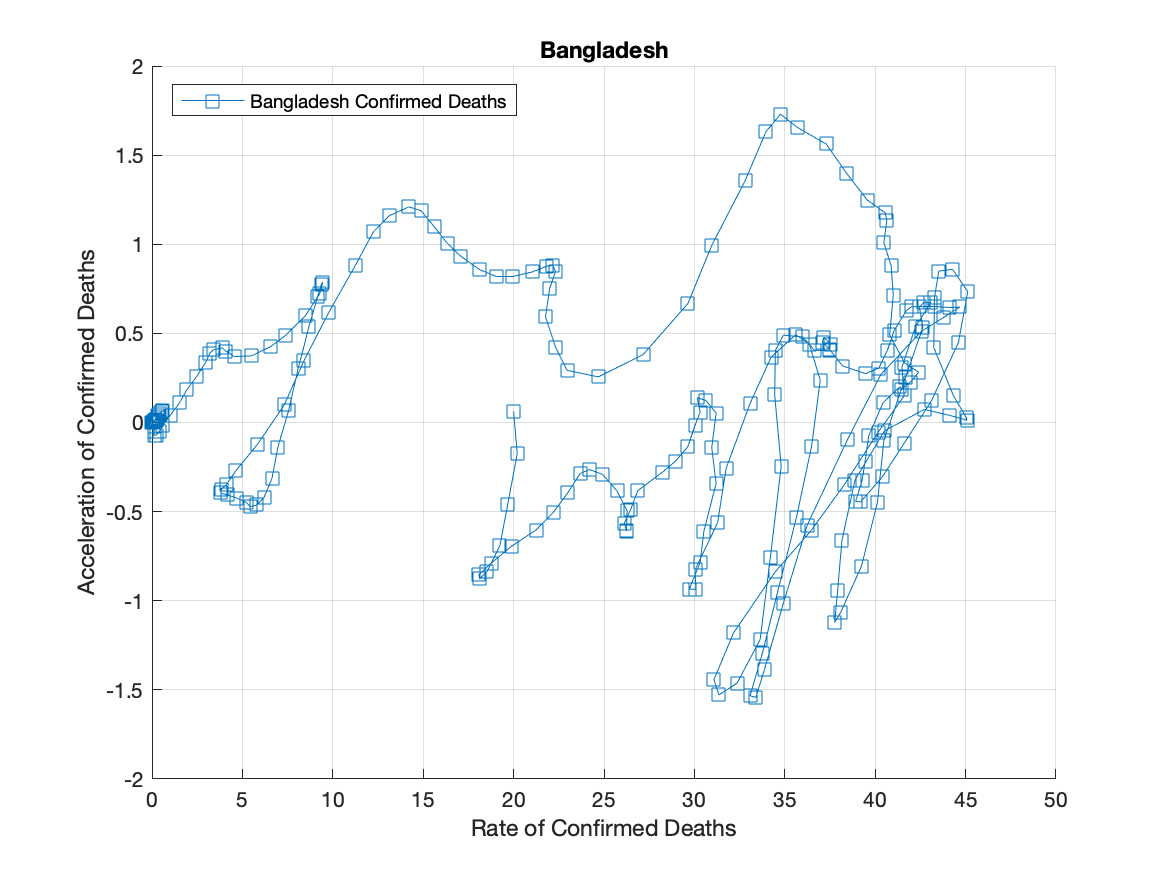 Bangladesh
Bangladesh Confirmed Deaths
Acceleration of Confirmed Deaths
2
1.5
1
0.5
0
-0.5
-1
-1.5
-2
0 5 10 15 20 25 30 35 40 45 50
Rate of Confirmed Deaths